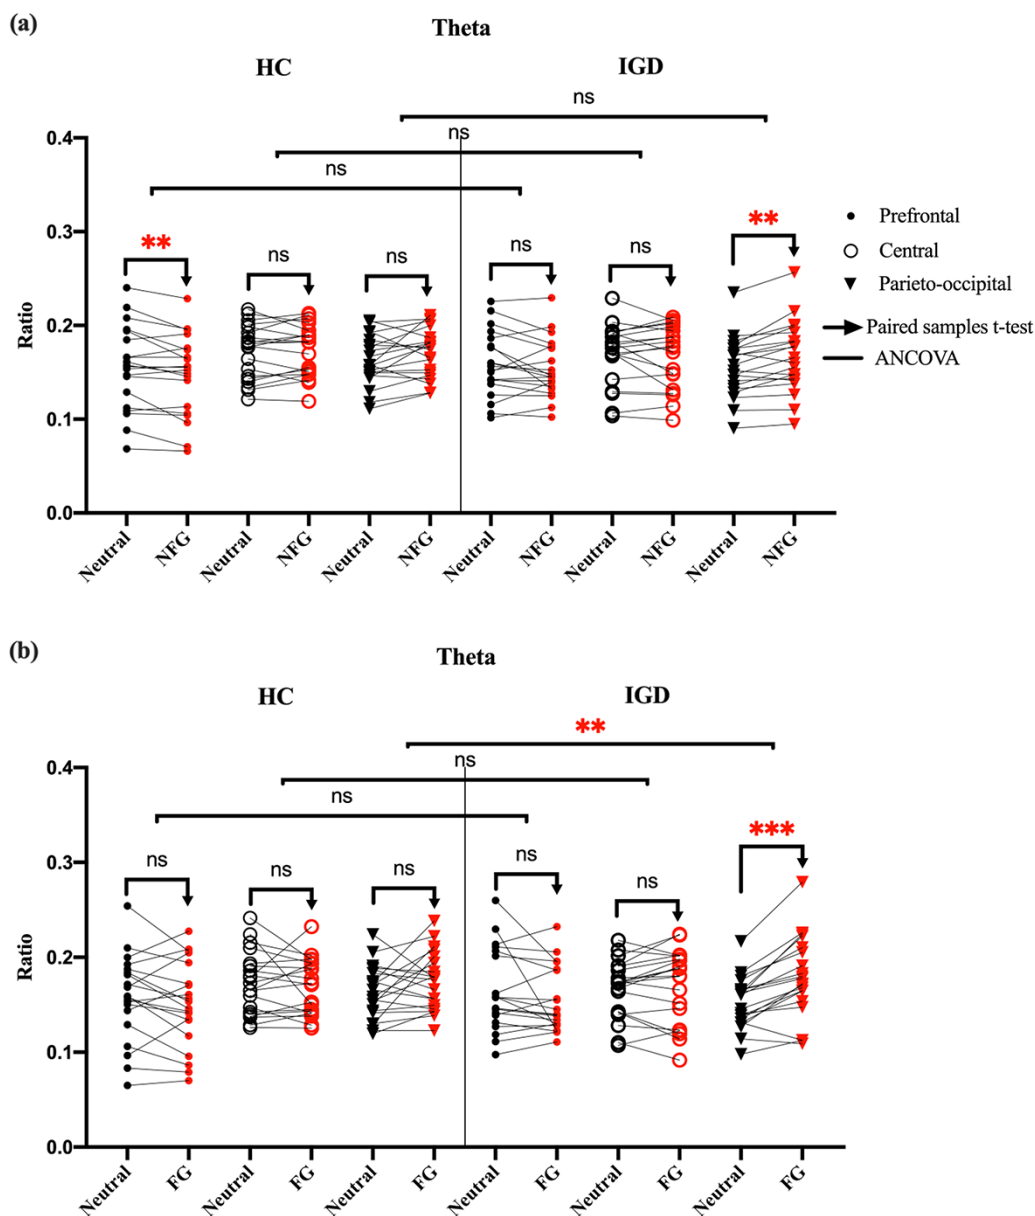 (a)
Theta
HC IGD
ns
ns
ns
0.4
0.3
0.2
0.1
0.0
Ratio
** ns ns ns ns **
Prefrontal
Central
Parieto-occipital
Paired samples t-test
ANCOVA
Neutral NFG Neutral NFG Neutral NFG Neutral NFG Neutral NFG Neutral NFG
(b)
Theta
HC IGD
**
ns
ns
0.4
0.3
0.2
0.1
0.0
Ratio
ns ns ns ns ns ***
Neutral FG Neutral FG Neutral FG Neutral FG Neutral FG Neutral FG